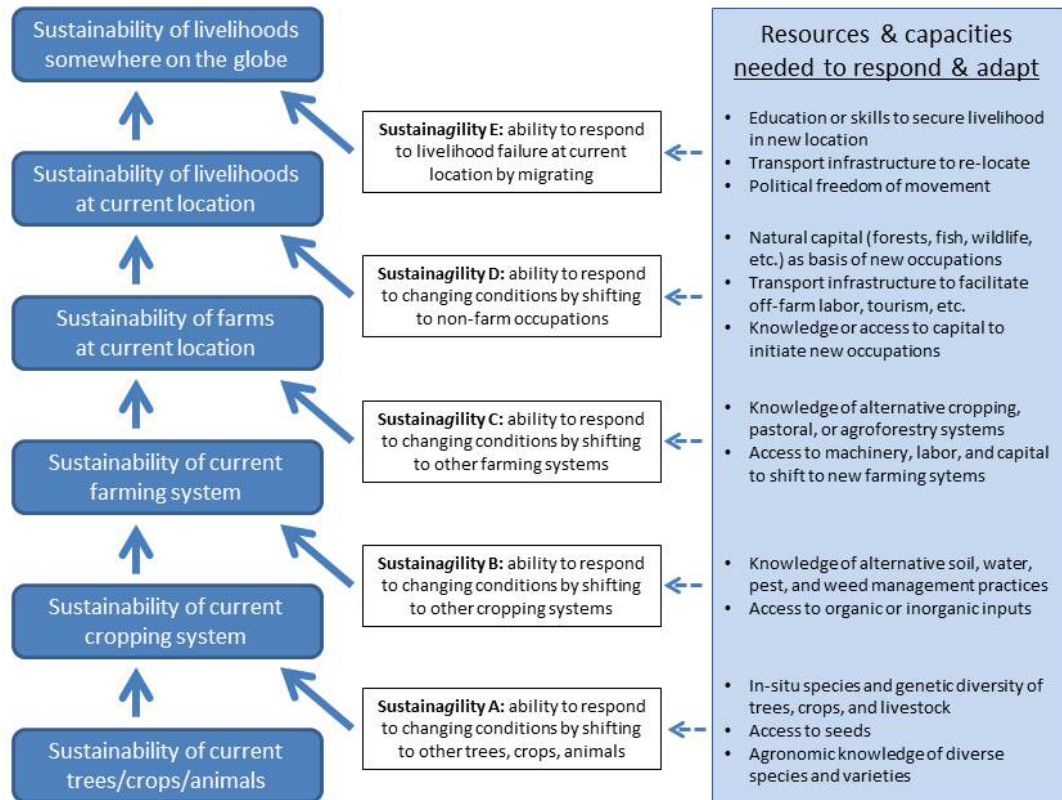 Sustainability of livelihoods
somewhere on the globe
Sustainability of livelihoods
at current location
Sustainability of farms
at current location
Sustainability of current
farming system
Sustainability of current
cropping system
Sustainability of current
trees/crops/animals
Sustainagility E: ability to respond
to livelihood failure at current
location by migrating
Sustainagility D: ability to respond
to changing conditions by shifting
to non-farm occupations
Sustainagility C: ability to respond
to changing conditions by shifting
to other farming systems
Sustainagility B: ability to respond
to changing conditions by shifting
to other cropping systems
Sustainagility A: ability to respond
to changing conditions by shifting
to other trees, crops, animals
Resources & capacities
needed to respond & adapt
• Education or skills to secure livelihood
in new location
• Transport infrastructure to re-locate
• Political freedom of movement
• Natural capital (forests, fish, wildlife,
etc.) as basis of new occupations
• Transport infrastructure to facilitate
off-farm labor, tourism, etc.
• Knowledge or access to capital to
initiate new occupations
• Knowledge of alternative cropping,
pastoral, or agroforestry systems
• Access to machinery, labor, and capital
to shift to new farming sytems
• Knowledge of alternative soil, water,
pest, and weed management practices
• Access to organic or inorganic inputs
• In-situ species and genetic diversity of
trees, crops, and livestock
• Access to seeds
• Agronomic knowledge of diverse
species and varieties